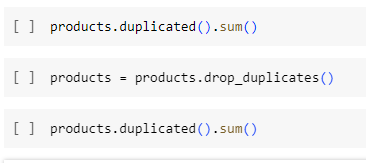 [ ] products.duplicated().sum()
[ ] products = products.drop_duplicates()
[ ] products.duplicated().sum()